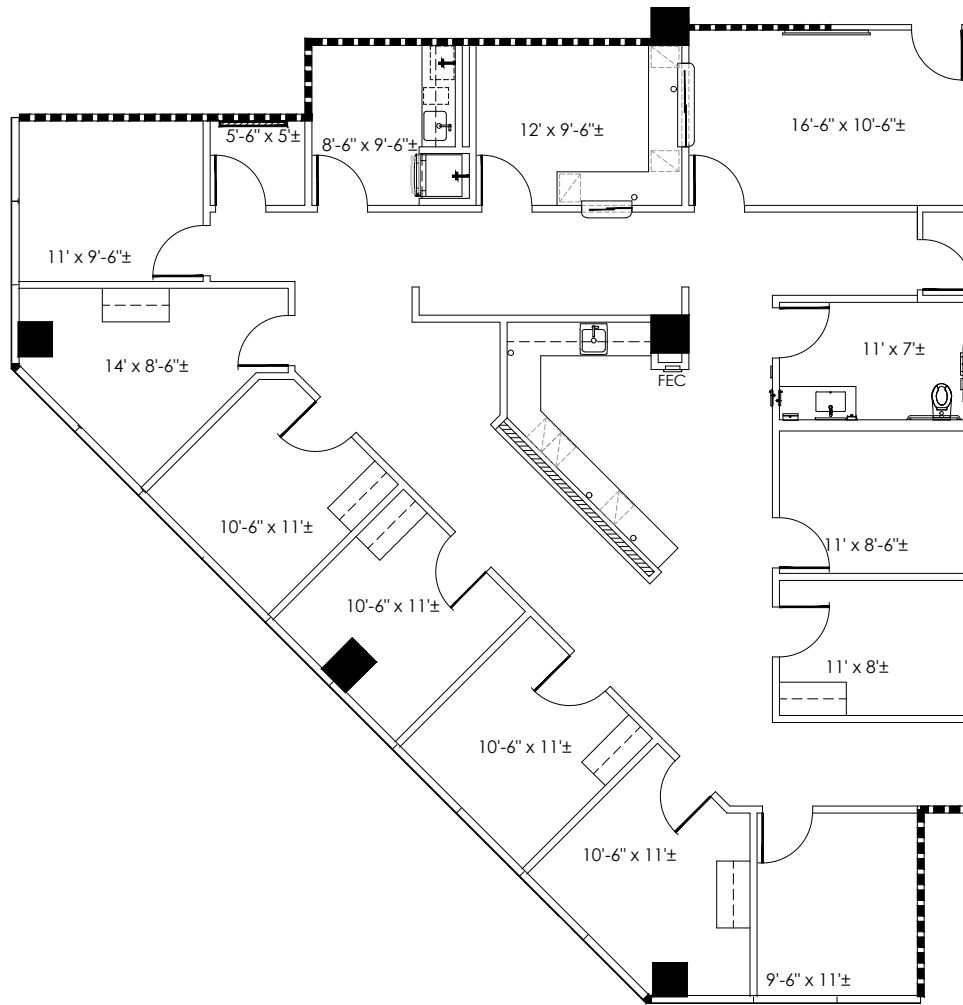 16'-6" x 10'-6"±
5'-6" x 5'±
8'-6" x 9'-6"±
12' x 9'-6"±
11' x 9'-6"±
14' x 8'-6"±
FEC
11' x 7'±
10'-6" x 11'±
11' x 8'-6"±
10'-6" x 11'±
11' x 8'±
10'-6" x 11'±
10'-6" x 11'±
9'-6" x 11'±